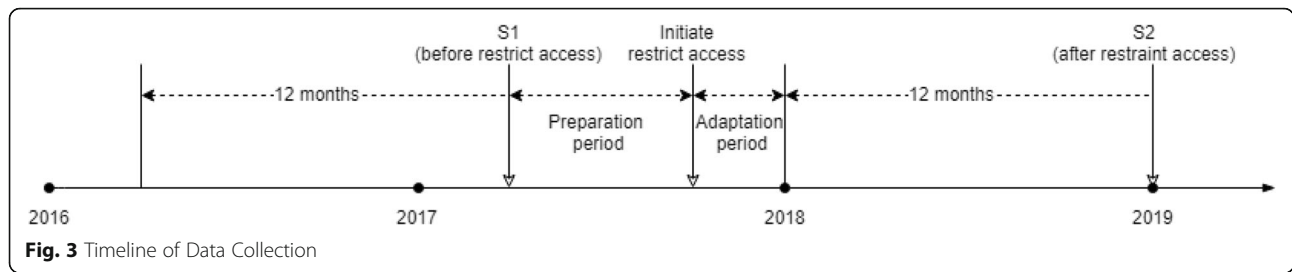 S1
(before restrict access)
Initiate
restrict access
S2
(after restraint access)
12 months
12 months
Preparation
period
Adaptation
period
2016
2017
2018
2019
Fig. 3 Timeline of Data Collection